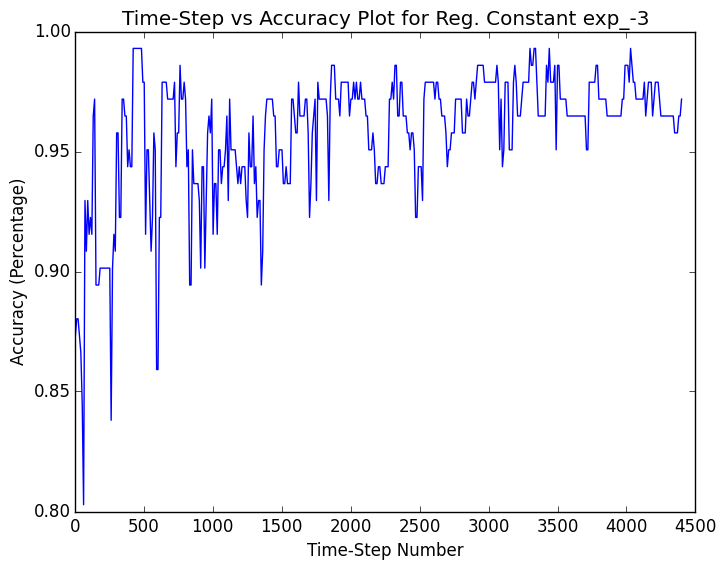 Time-Step vs Accuracy Plot for Reg. Constant exp_-3
1.00
0.95
0.90
0.85
0.80
Accuracy (Percentage)
0 500 1000 1500 2000 2500 3000 3500 4000 4500
Time-Step Number